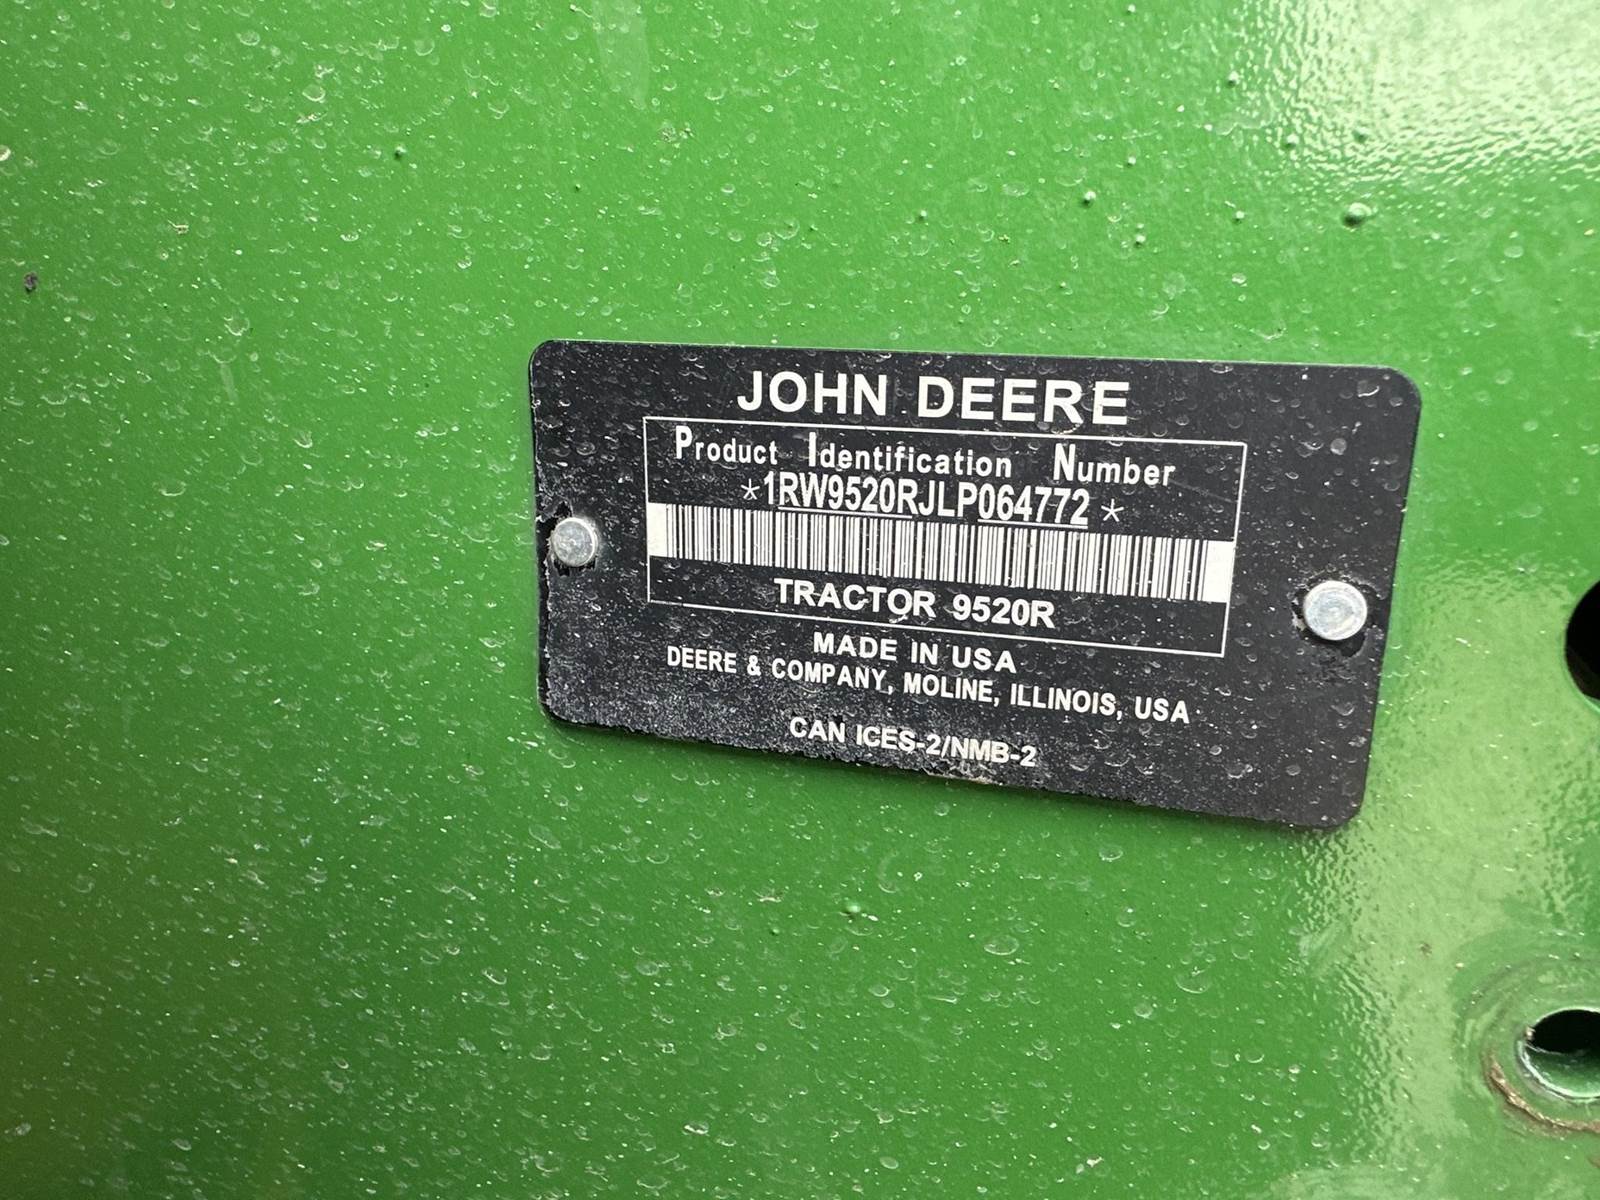 JOHN DEERE
Product Identification Number
*1RW9520RJLP064772*
TRACTOR 9520R
MADE IN USA
DEERE & COMPANY, MOLINE, ILLINOIS, USA
CAN ICES-2/NMB-2